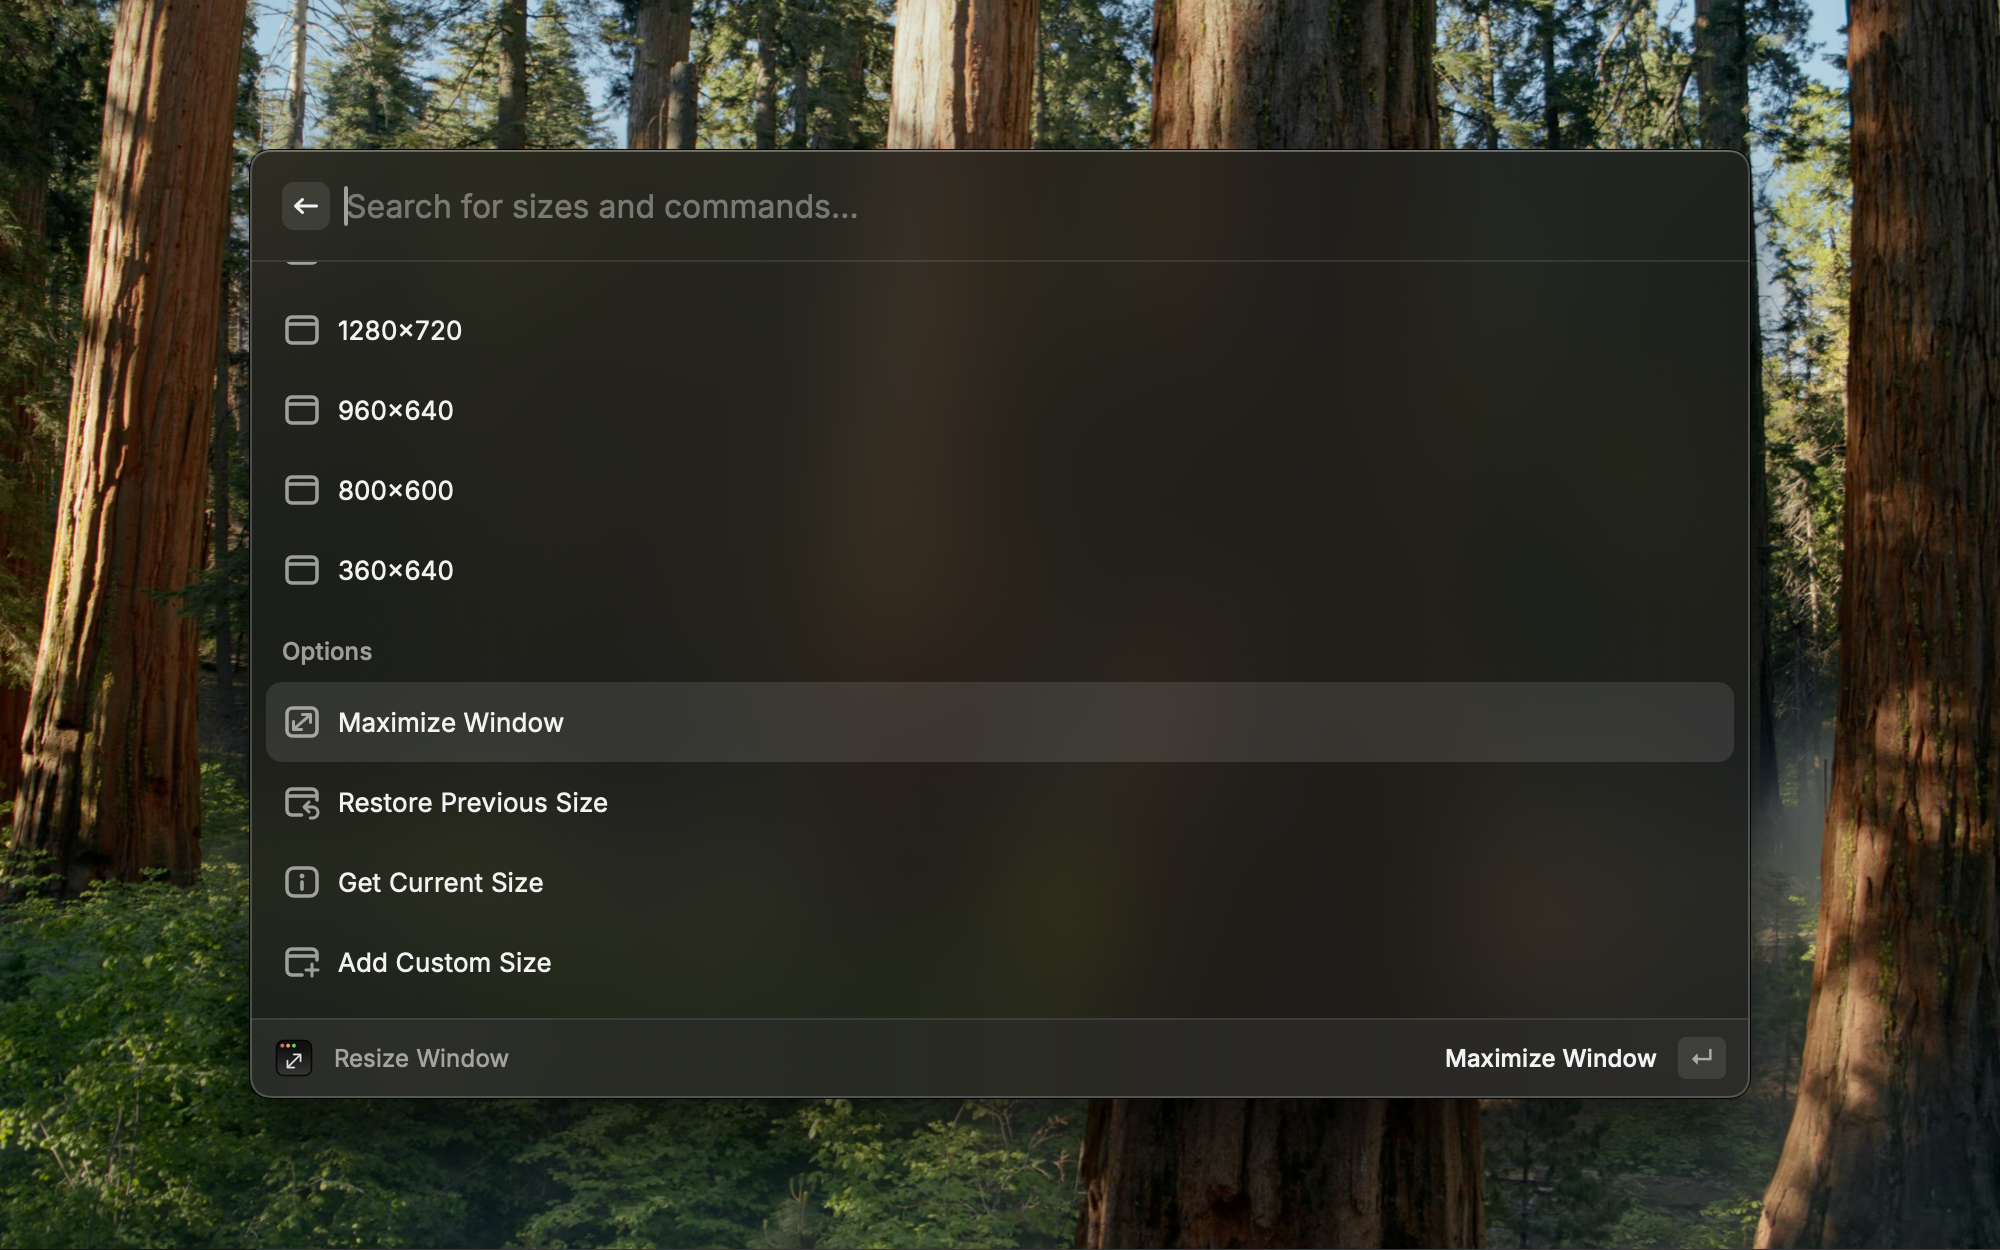 Search for sizes and commands...
1280×720
960×640
800×600
360×640
Options
Maximize Window
Restore Previous Size
Get Current Size
Add Custom Size
Resize Window
Maximize Window